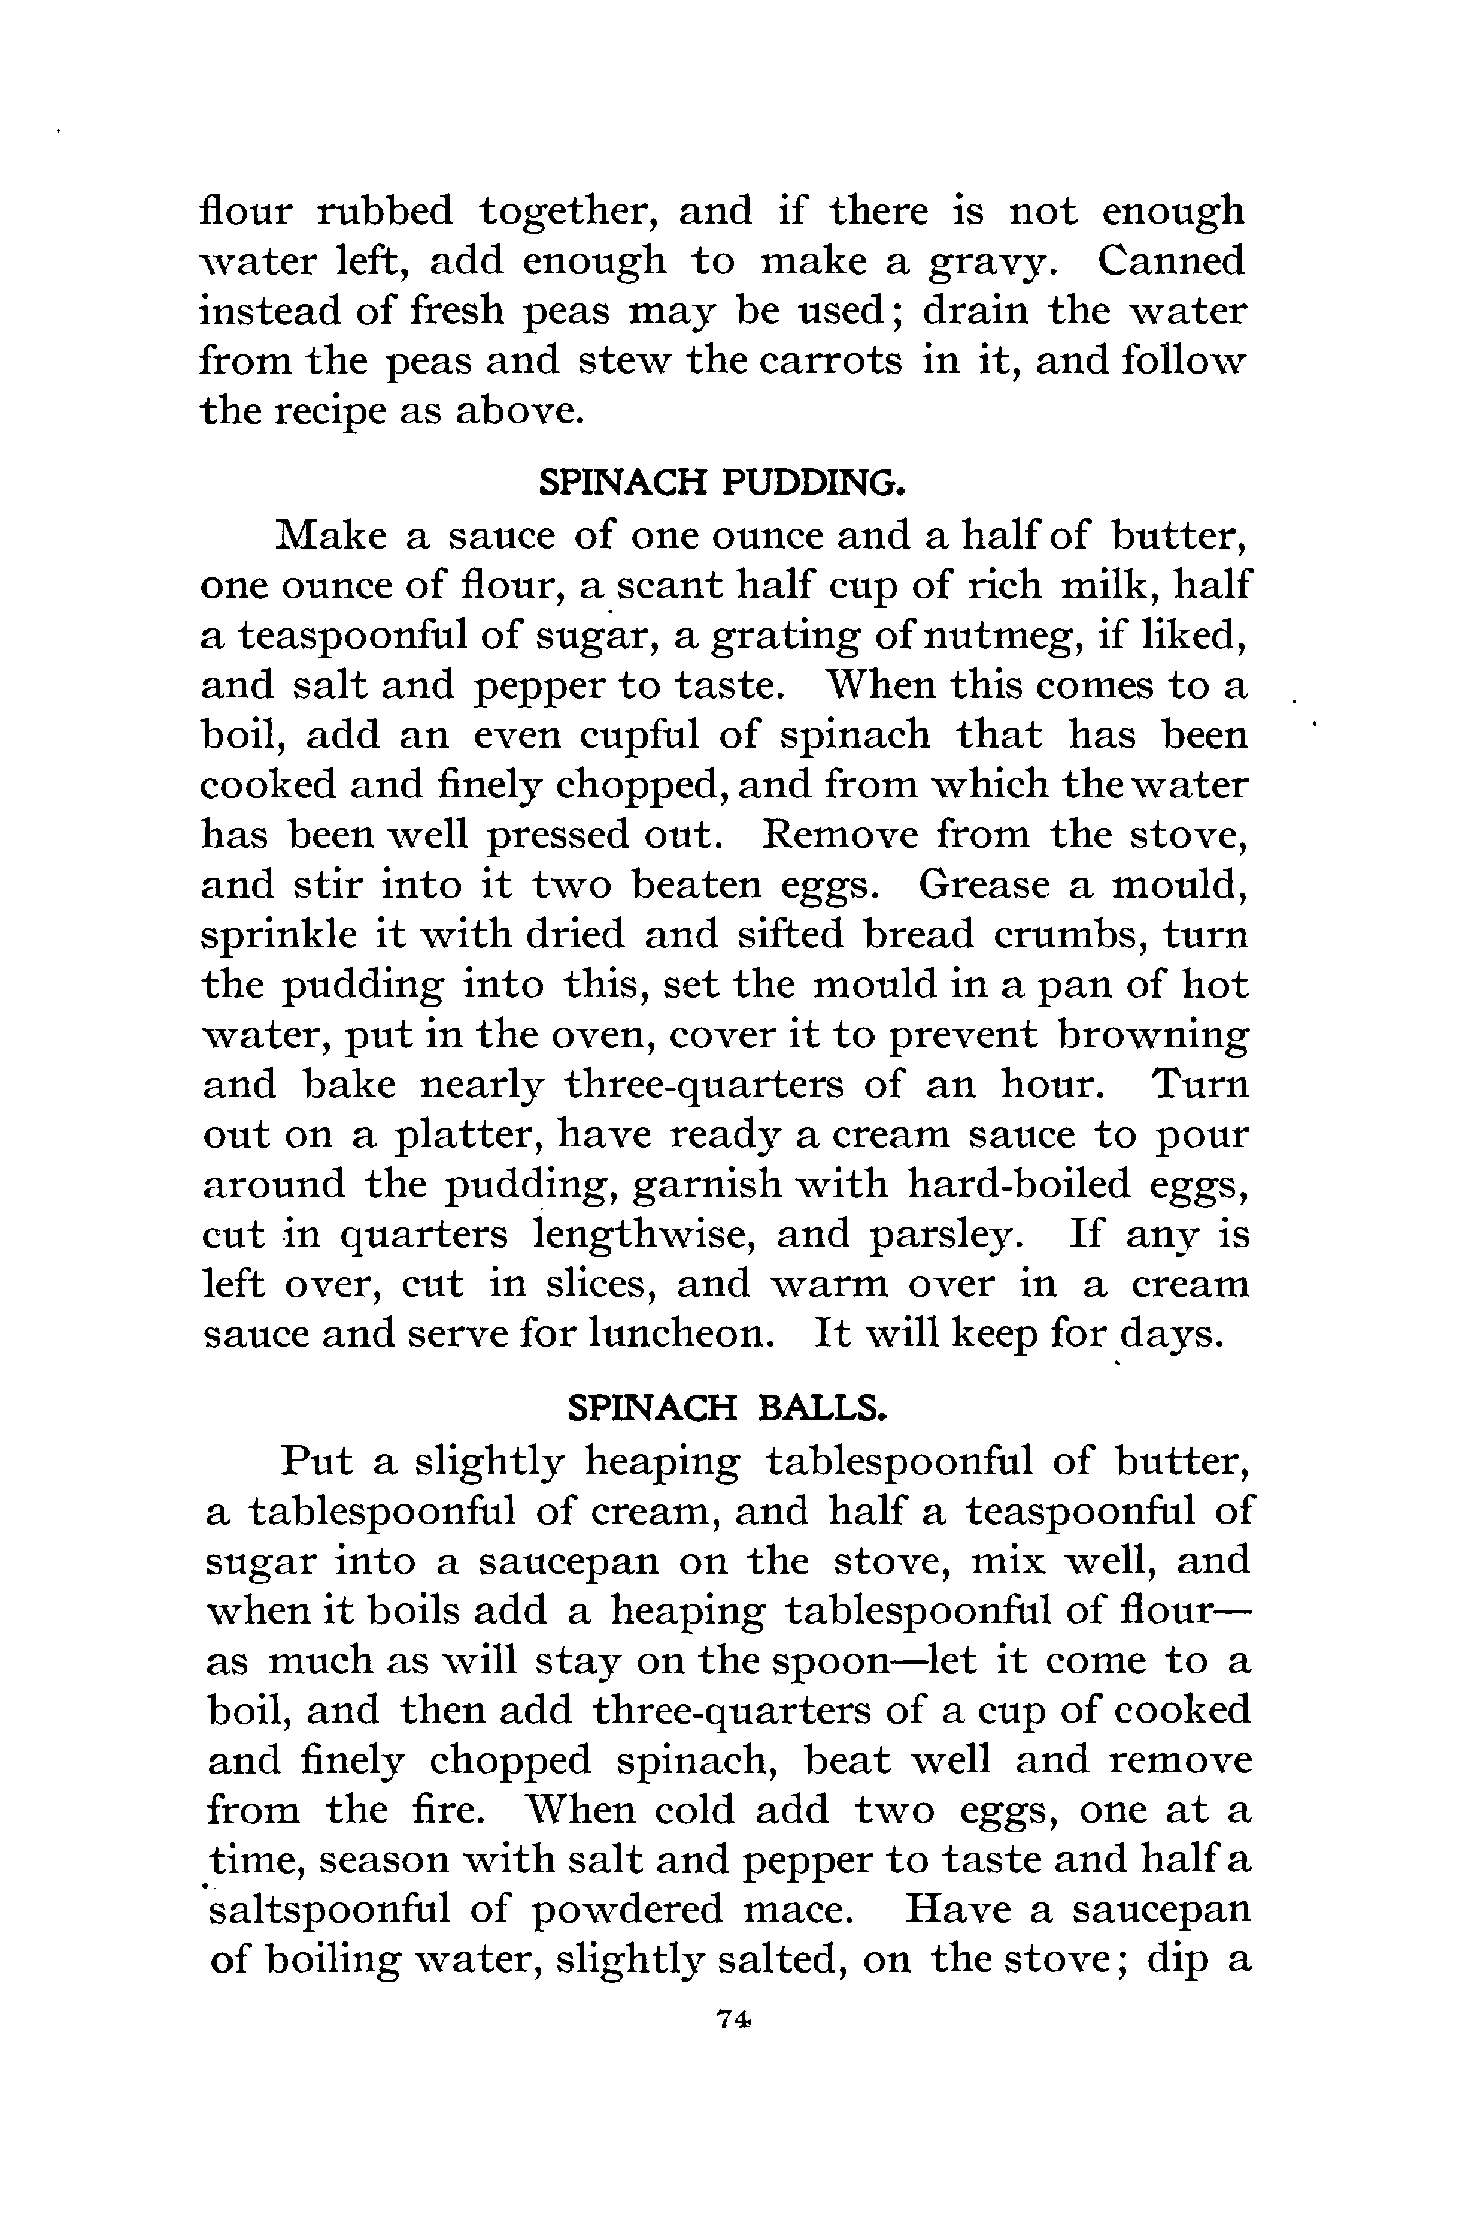 flour rubbed together, and if there is not enough
water left, add enough to make a gravy. Canned
instead of fresh peas may be used; drain the water
from the peas and stew the carrots in it, and follow
the recipe as above.
SPINACH PUDDING.
Make a sauce of one ounce and a half of butter,
one ounce of flour, a scant half cup of rich milk, half
a teaspoonful of sugar, a grating of nutmeg, if liked,
and salt and pepper to taste. When this comes to a
boil, add an even cupful of spinach that has been
cooked and finely chopped, and from which the water
has been well pressed out. Remove from the stove,
and stir into it two beaten eggs. Grease a mould,
sprinkle it with dried and sifted bread crumbs, turn
the pudding into this, set the mould in a pan of hot
water, put in the oven, cover it to prevent browning
and bake nearly three-quarters of an hour. Turn
out on a platter, have ready a cream sauce to pour
around the pudding, garnish with hard-boiled eggs,
cut in quarters lengthwise, and parsley. If any is
left over, cut in slices, and warm over in a cream
sauce and serve for luncheon. It will keep for days.
SPINACH BALLS.
Put a slightly heaping tablespoonful of butter,
a tablespoonful of cream, and half a teaspoonful of
sugar into a saucepan on the stove, mix well, and
when it boils add a heaping tablespoonful of flour—
as much as will stay on the spoon—let it come to a
boil, and then add three-quarters of a cup of cooked
and finely chopped spinach, beat well and remove
from the fire. When cold add two eggs, one at a
time, season with salt and pepper to taste and half a
saltspoonful of powdered mace. Have a saucepan
of boiling water, slightly salted, on the stove; dip a
74